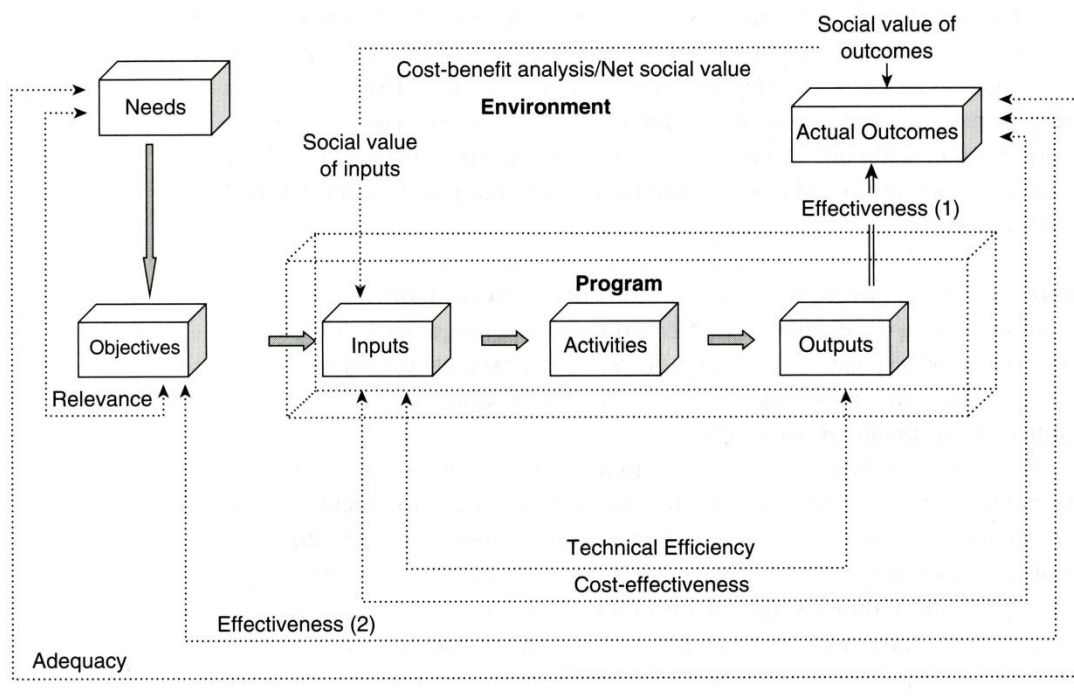 Social value of
outcomes
Cost-benefit analysis/Net social value
Environment
Needs
Actual Outcomes
Social value
of inputs
Effectiveness (1)
Program
Objectives
Inputs
Activities
Outputs
Relevance
Technical Efficiency
Cost-effectiveness
Effectiveness (2)
Adequacy